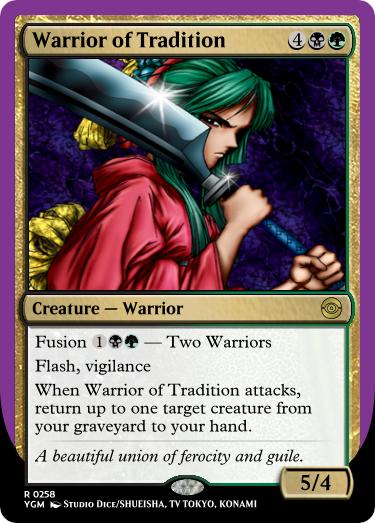 Warrior of Tradition 4
Creature — Warrior
Fusion 1 — Two Warriors
Flash, vigilance
When Warrior of Tradition attacks,
return up to one target creature from
your graveyard to your hand.
A beautiful union of ferocity and guile.
5/4
R 0258
YGM Studio Dice/SHUEISHA, TV TOKYO, KONAMI